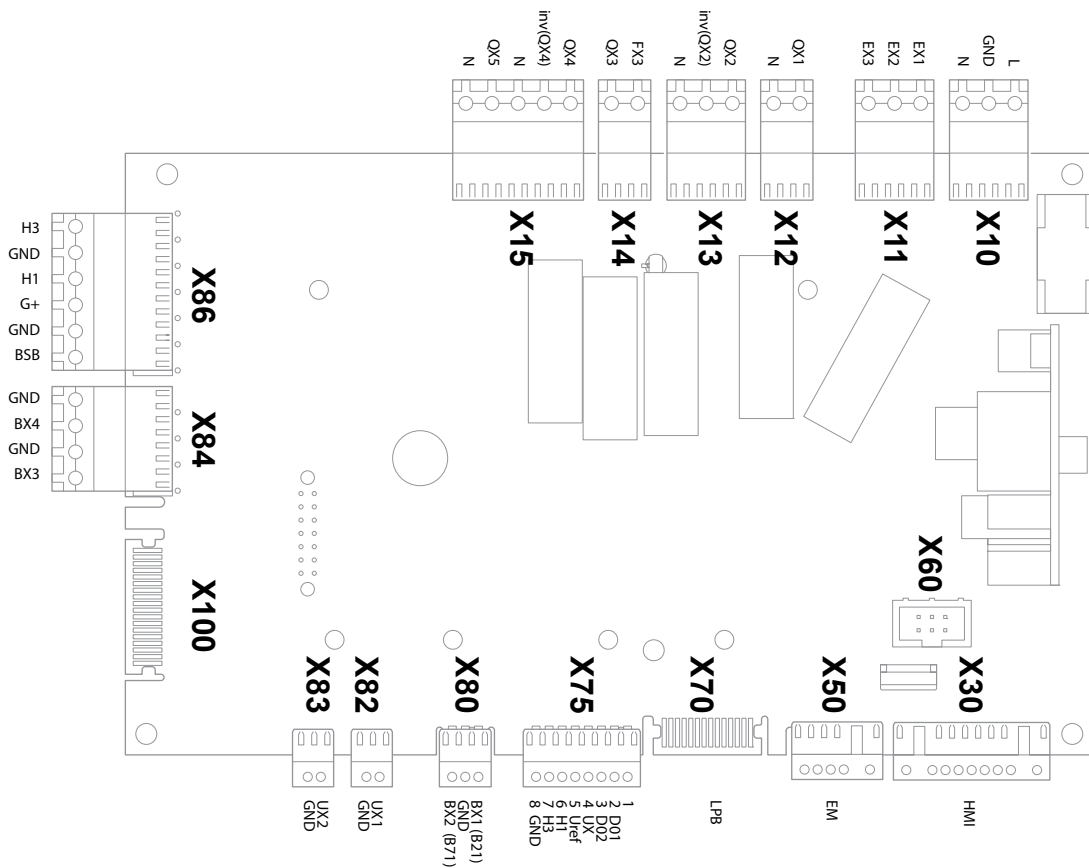 N
QX5
N
inv(QX4)
QX4
QX3
FX3
N
inv(QX2)
QX2
N
QX1
EX3
EX2
EX1
N
GND
L
X15
X14
X13
X12
X11
X10
H3
GND
H1
G+
GND
BSB
X86
GND
BX4
GND
BX3
X84
X100
X60
X83
X82
X80
X75
X70
X50
X30
GND
UX2
GND
UX1
BX2 (B71)
GND
BX1 (B21)
8 GND
7 H3
6 H1
5 Uref
4 UX
3 D02
2 D01
1
LPB
EM
HMI